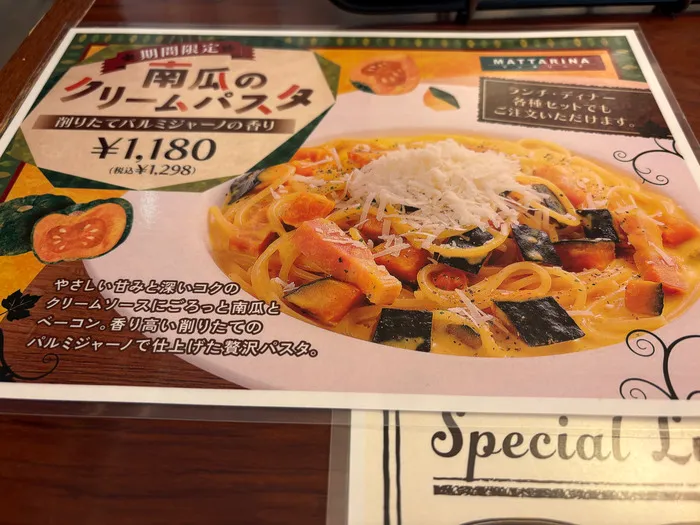 期間限定
南瓜の
クリームパスタ
削りたてパルミジャーノの香り
¥1,180
(税込¥1,298)
MATTARINA
ランチ・ディナー
各種セットでも
ご注文いただけます。
やさしい甘みと深いコクの
クリームソースにごろっと南瓜と
ベーコン。香り高い削りたての
パルミジャーノで仕上げた贅沢パスタ。
Special